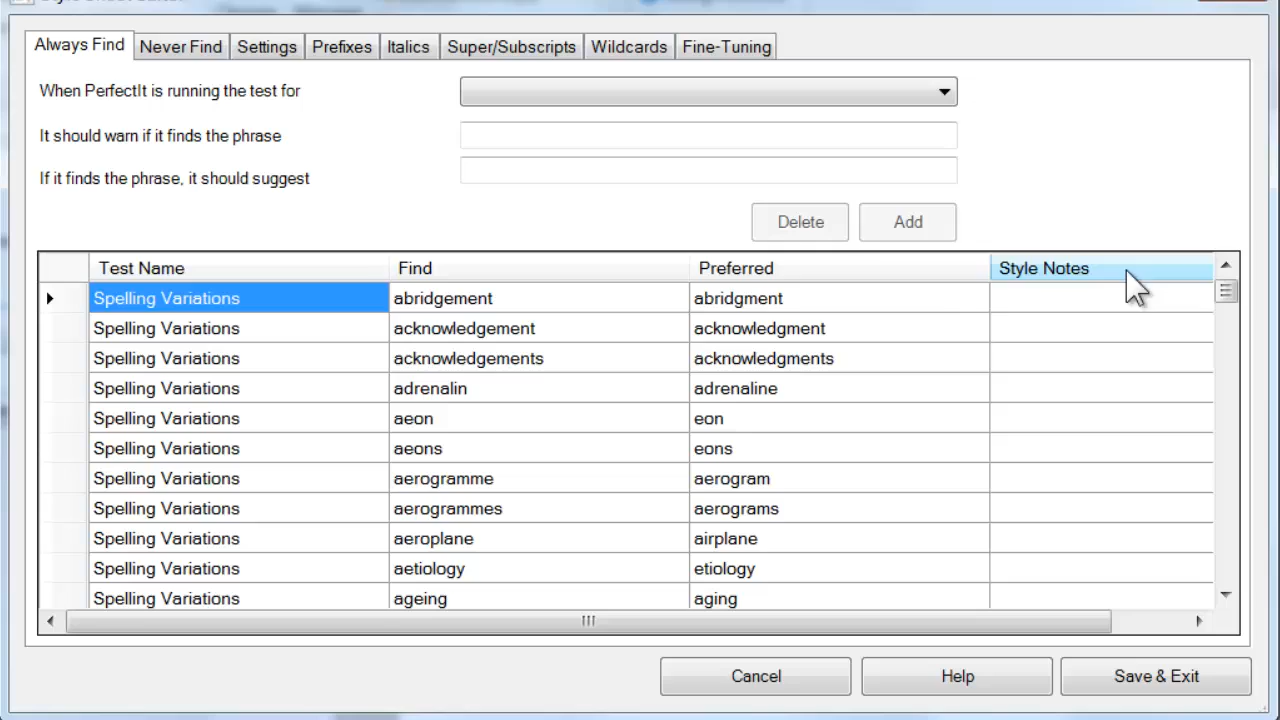 Always Find Never Find Settings Prefixes Italics Super/Subscripts Wildcards Fine-Tuning
When PerfectIt is running the test for
It should warn if it finds the phrase
If it finds the phrase, it should suggest
Delete Add
Test Name Find Preferred Style Notes
Spelling Variations abridgement abridgment
Spelling Variations acknowledgement acknowledgment
Spelling Variations acknowledgements acknowledgments
Spelling Variations adrenalin adrenaline
Spelling Variations aeon eon
Spelling Variations aeons eons
Spelling Variations aerogramme aerogram
Spelling Variations aerogrammes aerograms
Spelling Variations aeroplane airplane
Spelling Variations aetiology etiology
Spelling Variations ageing aging
Cancel Help Save & Exit